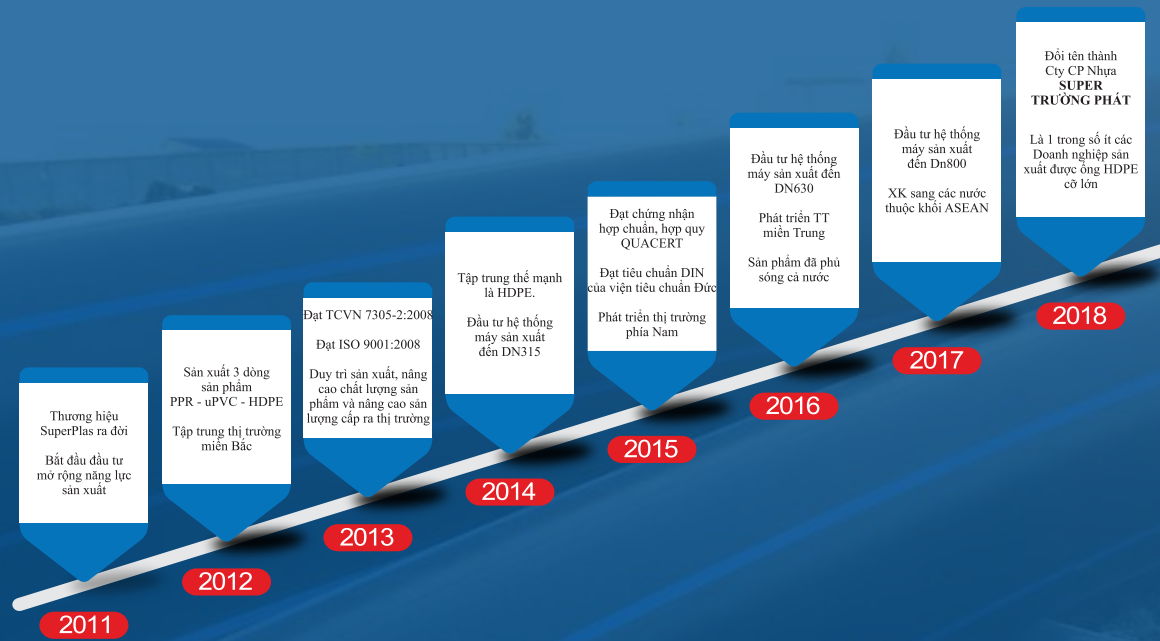 Thương hiệu
SuperPlas ra đời
Bắt đầu đầu tư
mở rộng năng lực
sản xuất
2011
Sản xuất 3 dòng
sản phẩm
PPR - uPVC - HDPE
Tập trung thị trường
miền Bắc
2012
Đạt TCVN 7305-2:2008
Đạt ISO 9001:2008
Duy trì sản xuất, nâng
cao chất lượng sản
phẩm và nâng cao sản
lượng cấp ra thị trường
2013
Tập trung thế mạnh
là HDPE.
Đầu tư hệ thống
máy sản xuất
đến DN315
2014
Đạt chứng nhận
hợp chuẩn, hợp quy
QUACERT
Đạt tiêu chuẩn DIN
của viện tiêu chuẩn Đức
Phát triển thị trường
phía Nam
2015
Đầu tư hệ thống
máy sản xuất đến
DN630
Phát triển TT
miền Trung
Sản phẩm đã phủ
sóng cả nước
2016
Đầu tư hệ thống
máy sản xuất
đến Dn800
XK sang các nước
thuộc khối ASEAN
2017
Đổi tên thành
Cty CP Nhựa
SUPER
TRƯỜNG PHÁT
Là 1 trong số ít các
Doanh nghiệp sản
xuất được ống HDPE
cỡ lớn
2018